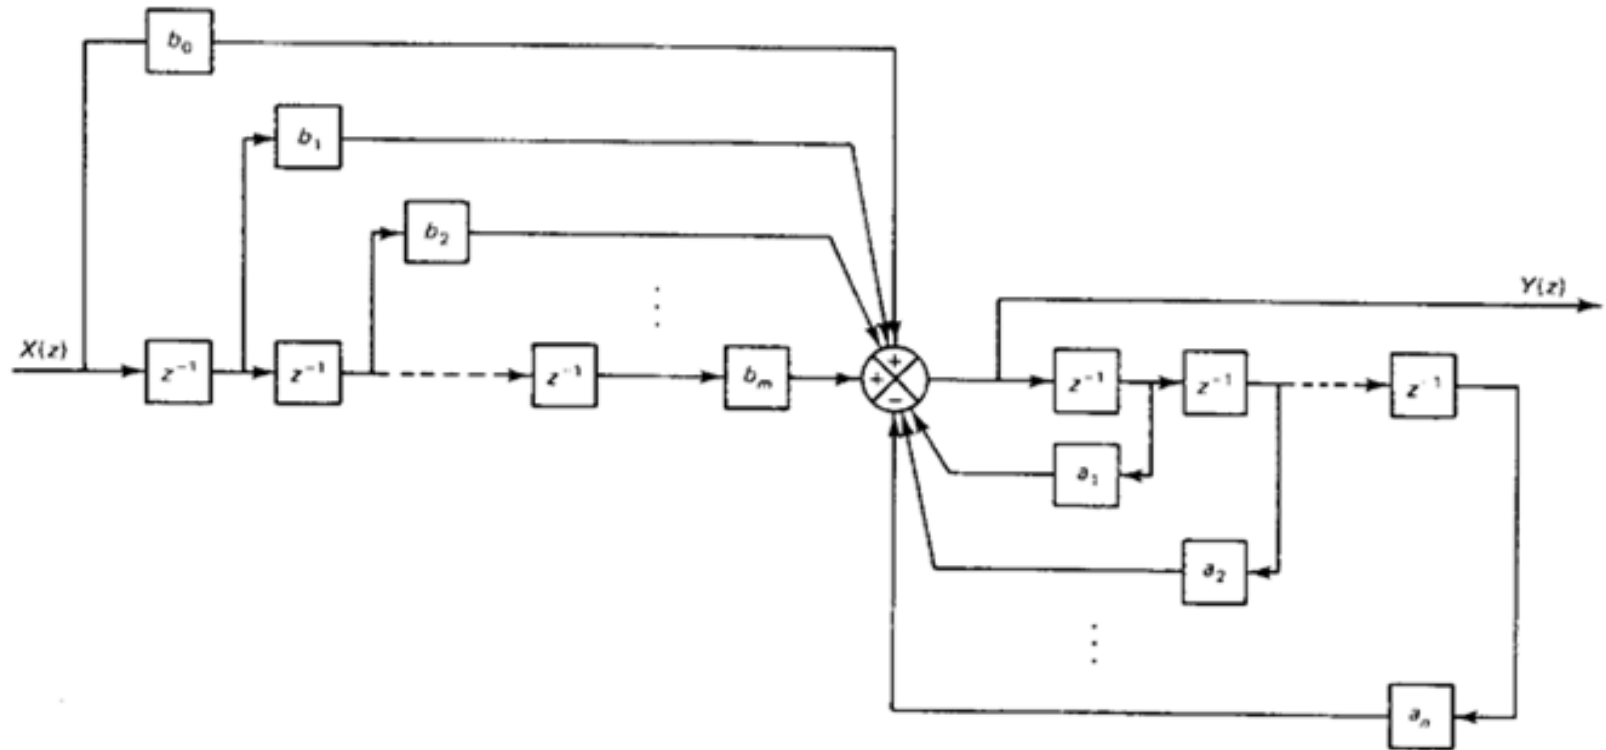 b₀
b₁
b₂
X(z)
z⁻¹
z⁻¹
z⁻¹
bₘ
+
+
−
Y(z)
z⁻¹
z⁻¹
z⁻¹
a₁
a₂
aₙ